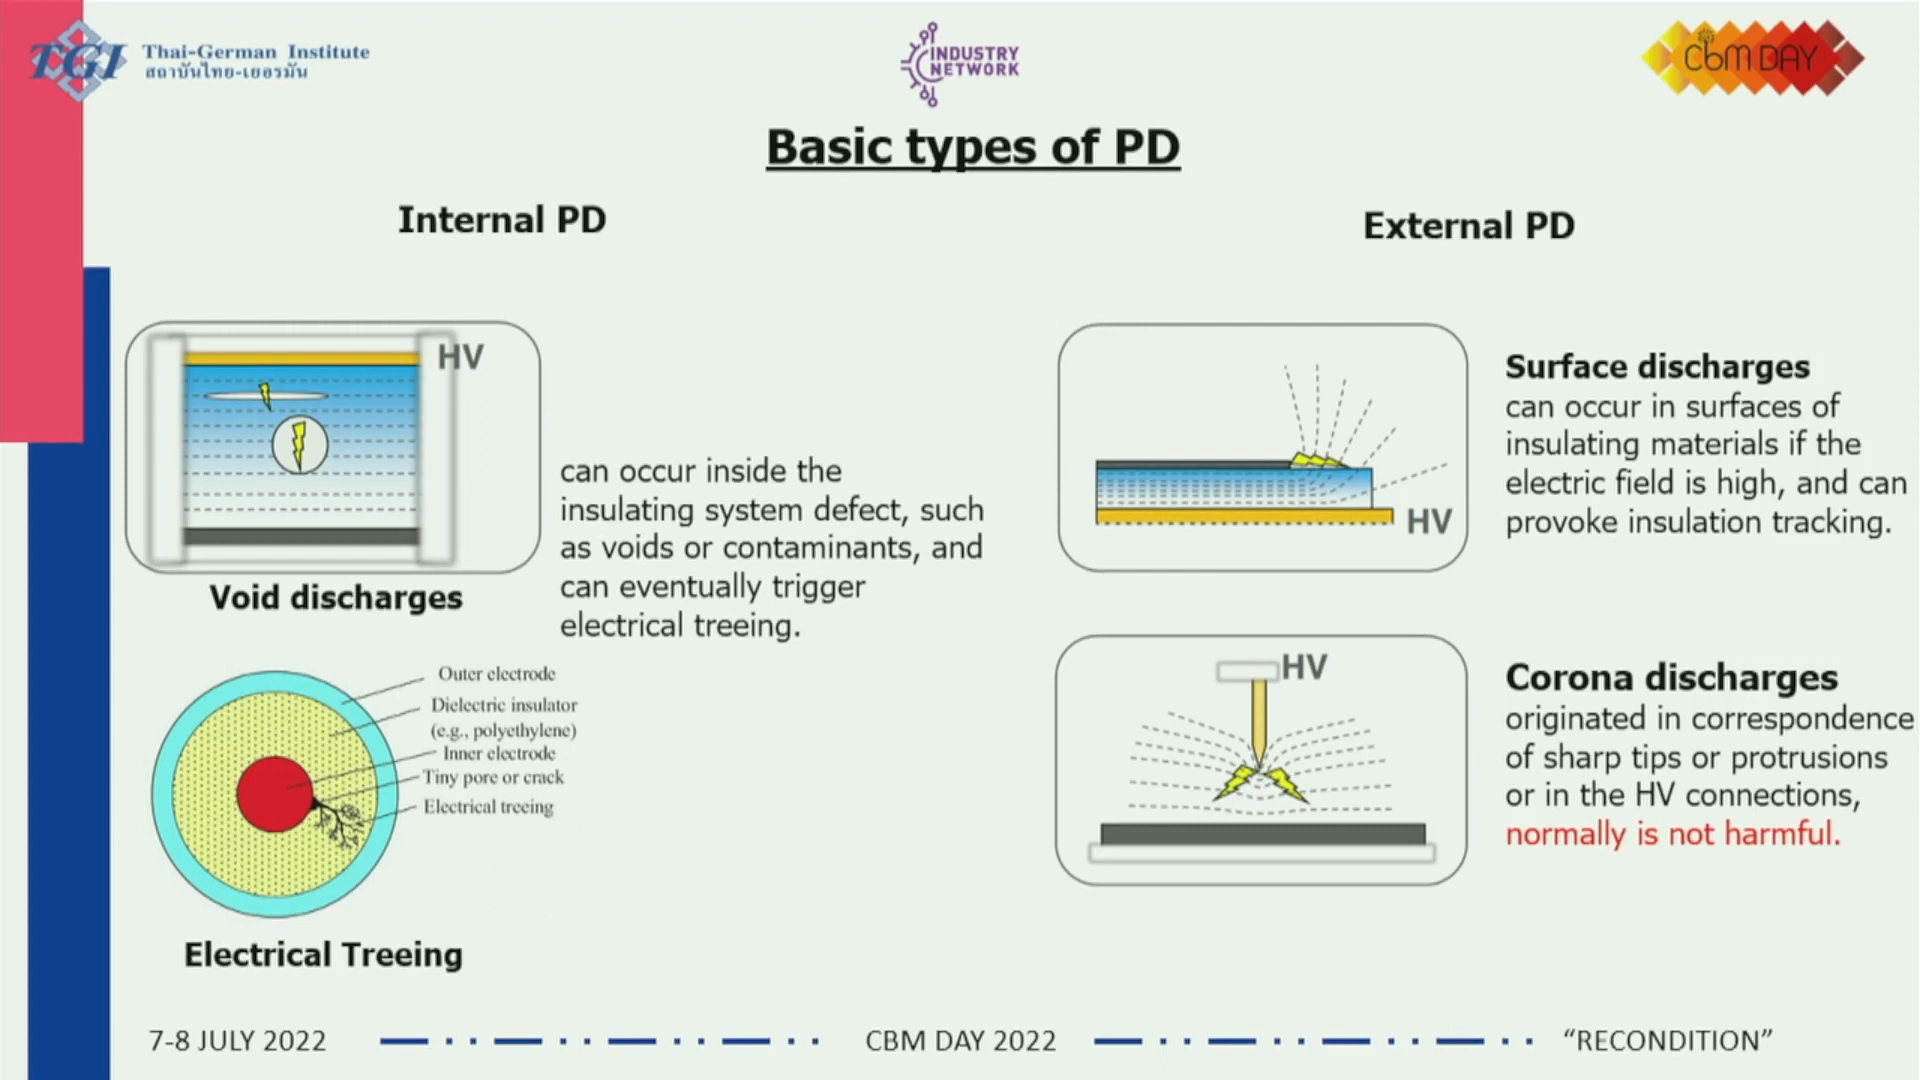 TGI
Thai-German Institute
สถาบันไทย-เยอรมัน
INDUSTRY
NETWORK
CbM DAY
Basic types of PD
Internal PD
External PD
HV
Void discharges
can occur inside the
insulating system defect, such
as voids or contaminants, and
can eventually trigger
electrical treeing.
Outer electrode
Dielectric insulator
(e.g., polyethylene)
Inner electrode
Tiny pore or crack
Electrical treeing
Electrical Treeing
HV
Surface discharges
can occur in surfaces of
insulating materials if the
electric field is high, and can
provoke insulation tracking.
HV
Corona discharges
originated in correspondence
of sharp tips or protrusions
or in the HV connections,
normally is not harmful.
7-8 JULY 2022
CBM DAY 2022
“RECONDITION”